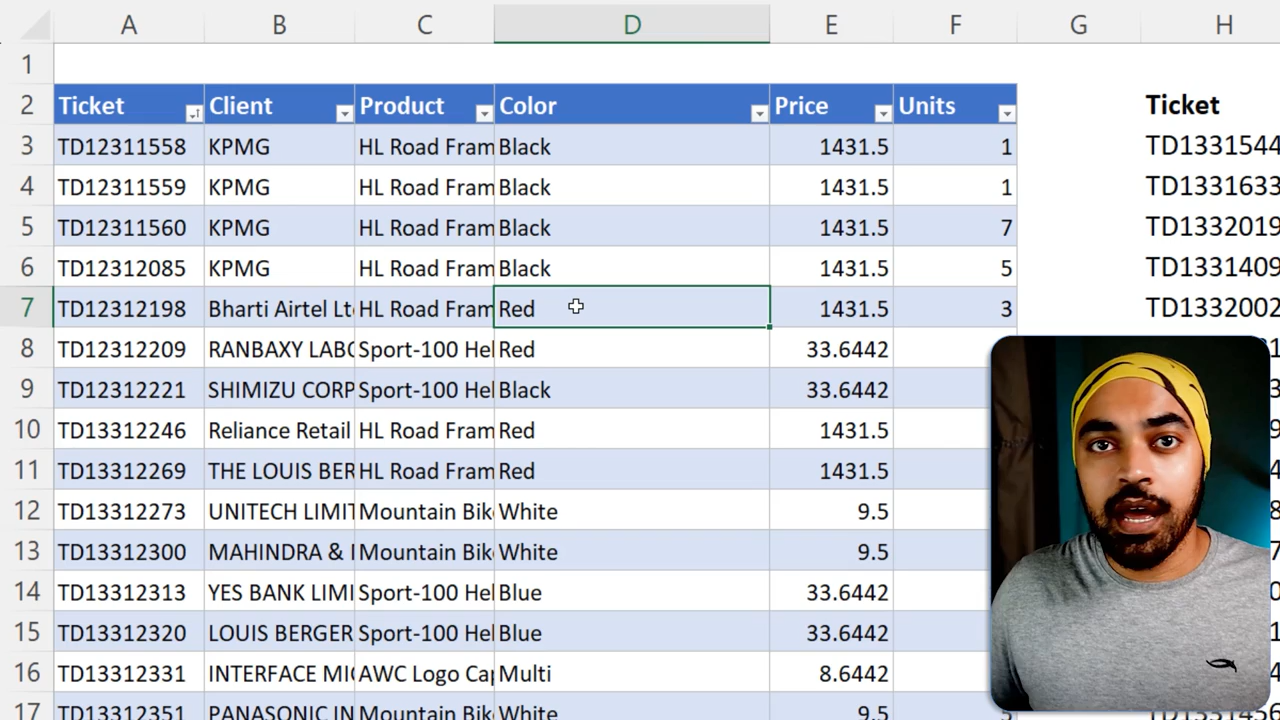 A B C D E F G H
1
2 Ticket Client Product Color Price Units Ticket
3 TD12311558 KPMG HL Road Fram Black 1431.5 1 TD1331544
4 TD12311559 KPMG HL Road Fram Black 1431.5 1 TD1331633
5 TD12311560 KPMG HL Road Fram Black 1431.5 7 TD1332019
6 TD12312085 KPMG HL Road Fram Black 1431.5 5 TD1331409
7 TD12312198 Bharti Airtel Lt HL Road Fram Red 1431.5 3 TD1332002
8 TD12312209 RANBAXY LABO Sport-100 Hel Red 33.6442
9 TD12312221 SHIMIZU CORP Sport-100 Hel Black 33.6442
10 TD13312246 Reliance Retail HL Road Fram Red 1431.5
11 TD13312269 THE LOUIS BER HL Road Fram Red 1431.5
12 TD13312273 UNITECH LIMIT Mountain Bik White 9.5
13 TD13312300 MAHINDRA & Mountain Bik White 9.5
14 TD13312313 YES BANK LIMI Sport-100 Hel Blue 33.6442
15 TD13312320 LOUIS BERGER Sport-100 Hel Blue 33.6442
16 TD13312331 INTERFACE MI AWC Logo Cap Multi 8.6442
17 TD13312351 PANASONIC IN Mountain Bik White 9.5